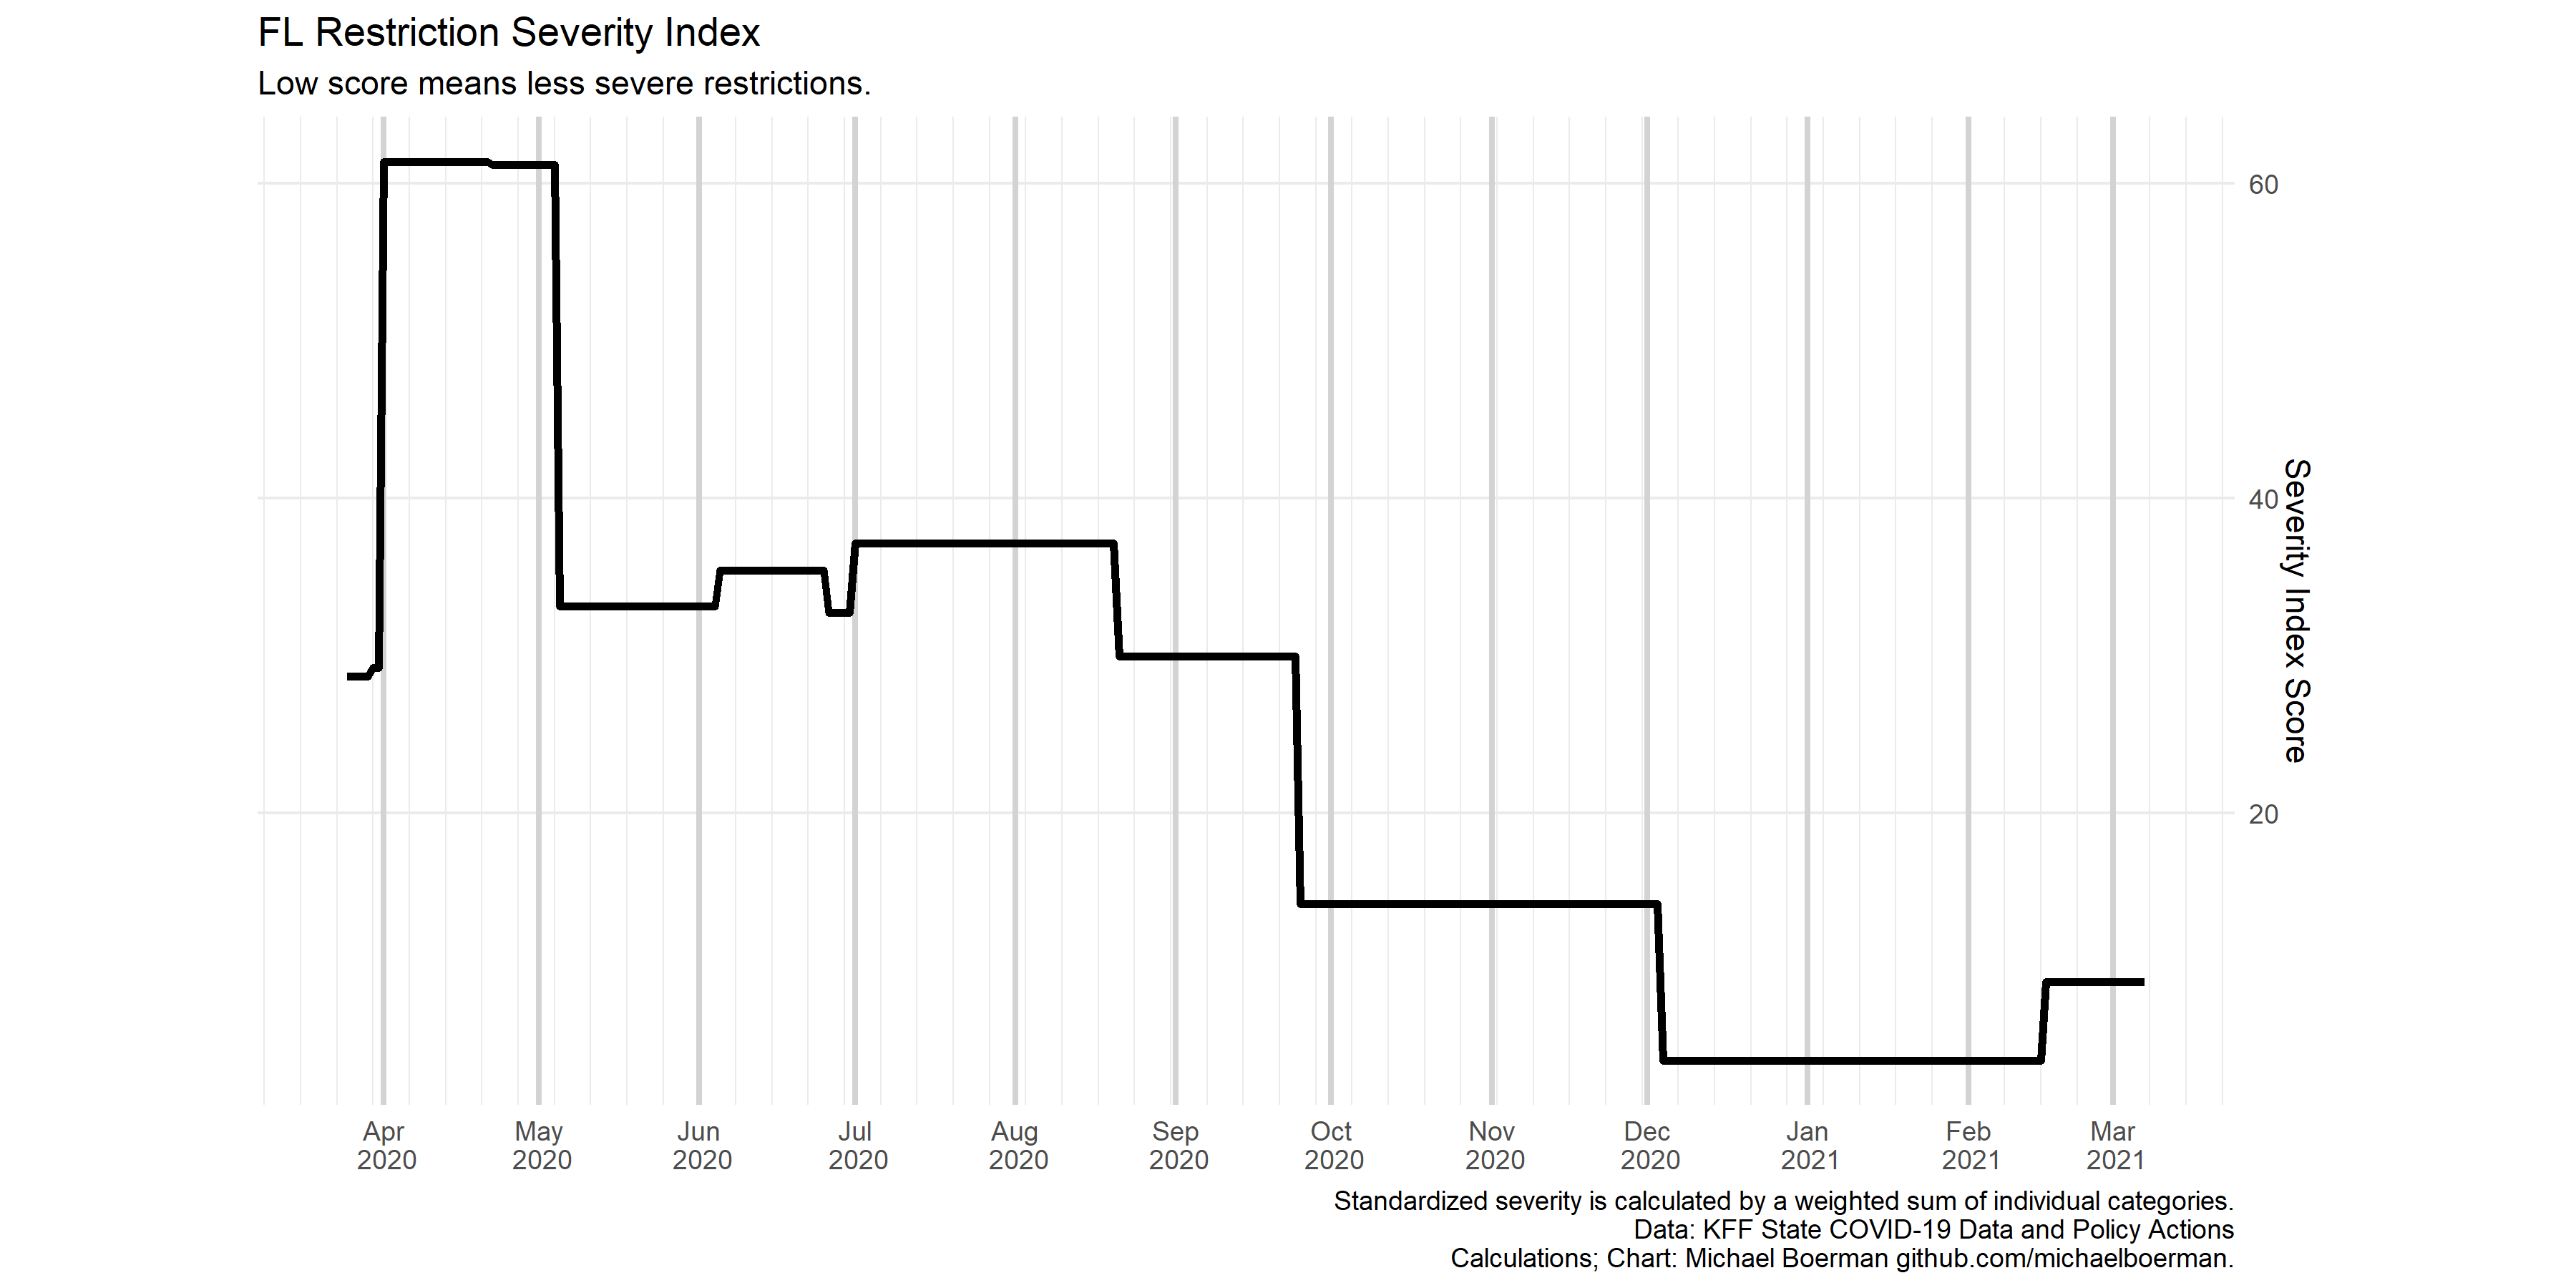 FL Restriction Severity Index
Low score means less severe restrictions.
60
40
20
Severity Index Score
Apr 2020
May 2020
Jun 2020
Jul 2020
Aug 2020
Sep 2020
Oct 2020
Nov 2020
Dec 2020
Jan 2021
Feb 2021
Mar 2021
Standardized severity is calculated by a weighted sum of individual categories.
Data: KFF State COVID-19 Data and Policy Actions
Calculations; Chart: Michael Boerman github.com/michaelboerman.